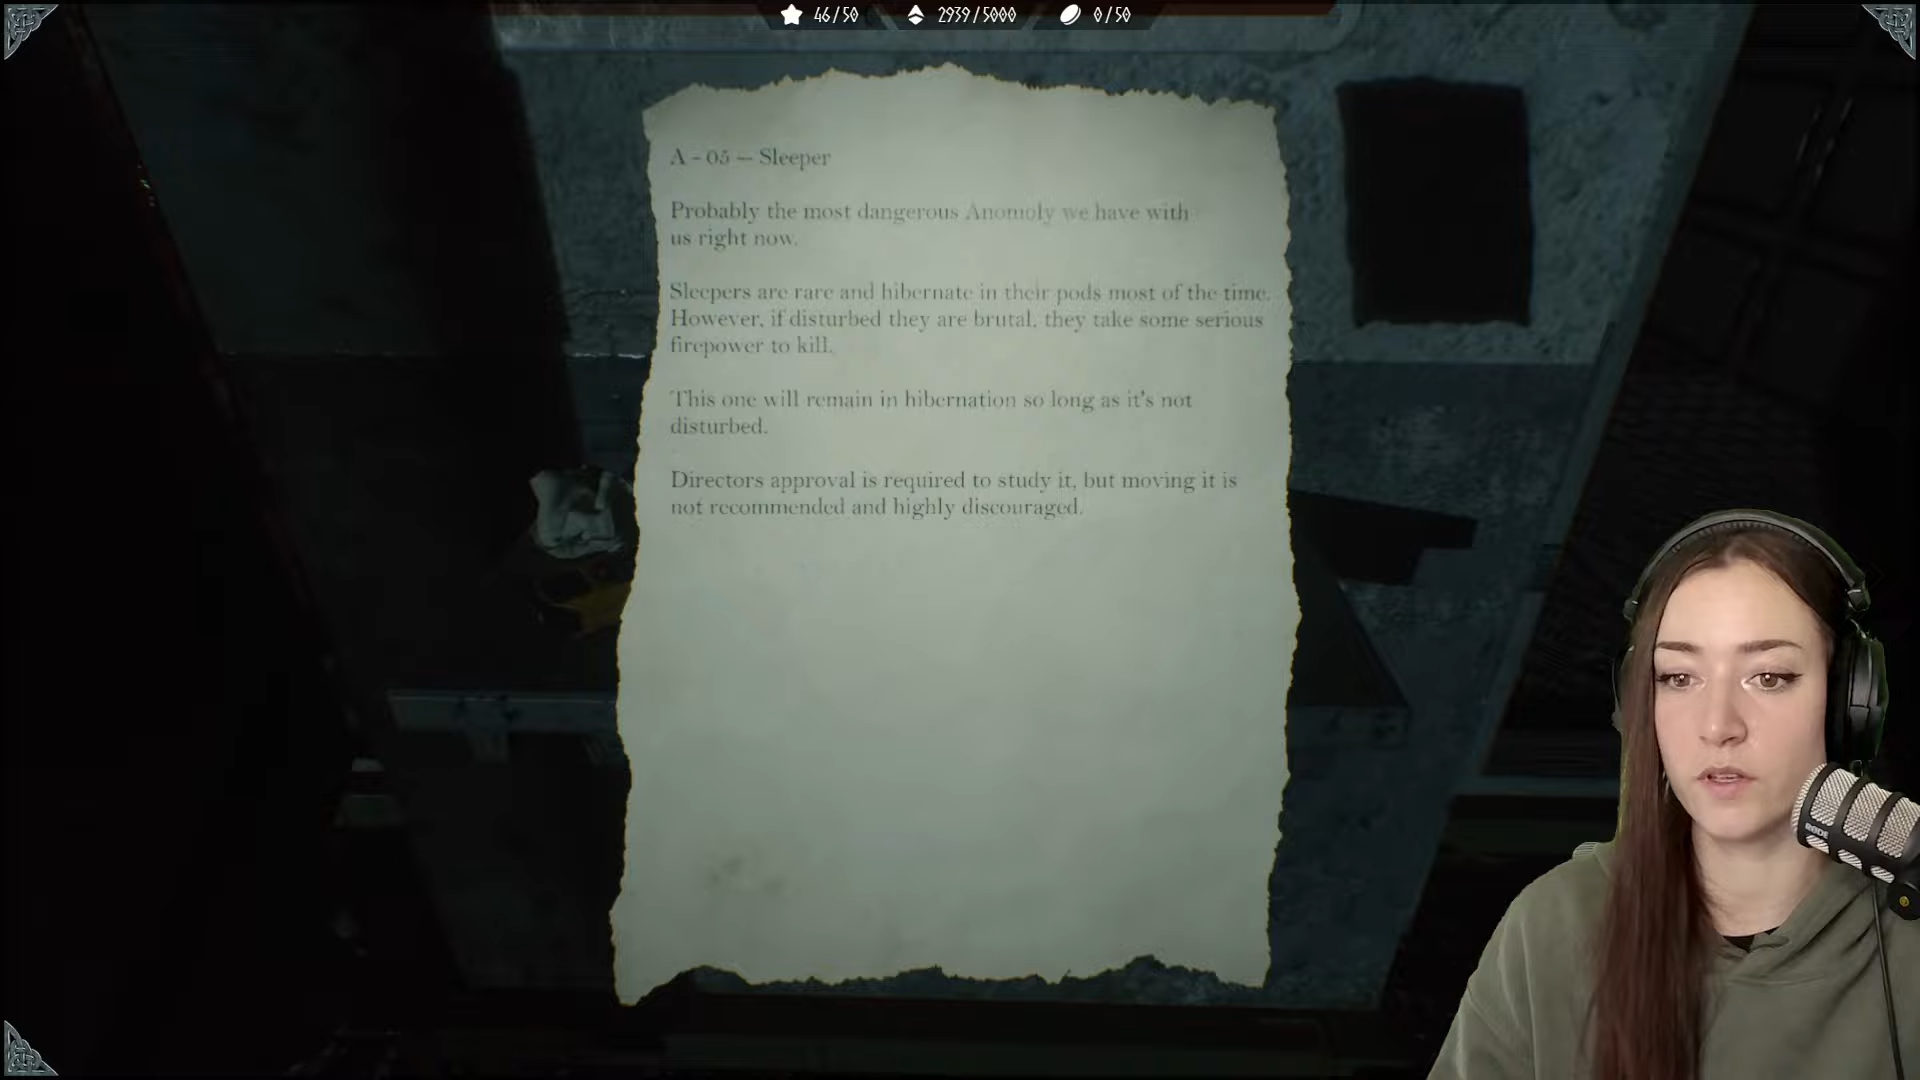 46/50 2939/5000 0/50
A - 05 — Sleeper
Probably the most dangerous Anomoly we have with
us right now.
Sleepers are rare and hibernate in their pods most of the time.
However, if disturbed they are brutal, they take some serious
firepower to kill.
This one will remain in hibernation so long as it's not
disturbed.
Directors approval is required to study it, but moving it is
not recommended and highly discouraged.
RØDE